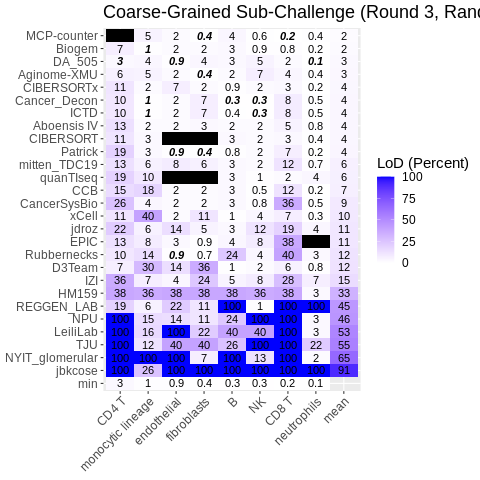 Coarse-Grained Sub-Challenge (Round 3, Rand
MCP-counter 5 2 0.4 4 0.6 0.2 0.4 2
Biogem 7 1 2 2 3 0.9 0.8 2 2
DA_505 3 4 0.9 4 3 5 2 0.1 3
Aginome-XMU 6 5 2 0.4 2 7 4 0.4 3
CIBERSORTx 11 2 7 2 0.9 2 3 0.2 4
Cancer_Decon 10 1 2 7 0.3 0.3 8 0.5 4
ICTD 10 1 2 7 0.4 0.3 8 0.5 4
Aboensis IV 13 2 2 3 2 2 5 0.8 4
CIBERSORT 11 3 3 2 3 0.4 4
Patrick 19 3 0.9 0.4 0.8 2 7 0.2 4
mitten_TDC19 13 6 8 6 3 2 12 0.7 6
quanTIseq 19 10 3 1 2 4 6
CCB 15 18 2 2 3 0.5 12 0.2 7
CancerSysBio 26 4 2 2 3 0.8 36 0.5 9
xCell 11 40 2 11 1 4 7 0.3 10
jdroz 22 6 14 5 3 12 19 4 11
EPIC 13 8 3 0.9 4 8 38 11
Rubbernecks 10 14 0.9 0.7 24 4 40 3 12
D3Team 7 30 14 36 1 2 6 0.8 12
IZI 36 7 4 24 5 8 28 7 15
HM159 38 36 38 38 38 36 38 3 33
REGGEN_LAB 19 6 22 11 100 1 100 100 45
NPU 100 15 14 11 24 100 100 3 46
LeiliLab 100 16 100 22 40 40 100 3 53
TJU 100 12 40 40 26 100 100 22 55
NYIT_glomerular 100 100 100 7 100 13 100 2 65
jbkcose 100 26 100 100 100 100 100 100 91
min 3 1 0.9 0.4 0.3 0.3 0.2 0.1
CD4 T
monocytic lineage
endothelial
fibroblasts
B
NK
CD8 T
neutrophils
mean
LoD (Percent)
100
75
50
25
0